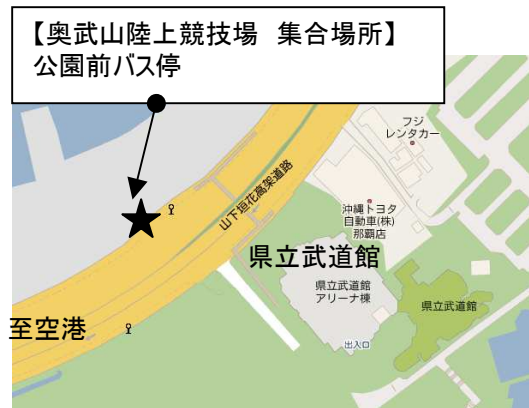 【奥武山陸上競技場　集合場所】
公園前バス停
フジ
レンタカー
山下垣花高架道路
沖縄トヨタ
自動車(株)
那覇店
県立武道館
県立武道館
アリーナ棟
県立武道館
至空港
出入口